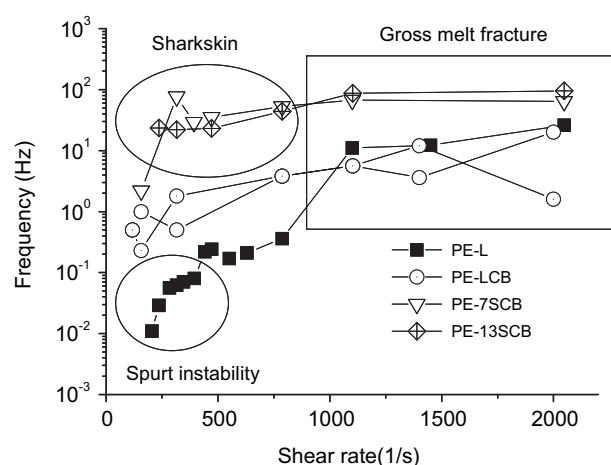 10³
10²
10¹
10⁰
10⁻¹
10⁻²
10⁻³
Frequency (Hz)
Sharkskin
Gross melt fracture
PE-L
PE-LCB
PE-7SCB
PE-13SCB
Spurt instability
0 500 1000 1500 2000
Shear rate(1/s)